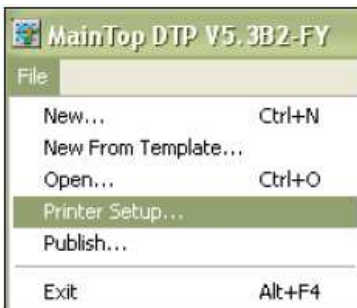 MainTop DTP V5.3B2-FY
File
New... Ctrl+N
New From Template...
Open... Ctrl+O
Printer Setup...
Publish...
Exit Alt+F4